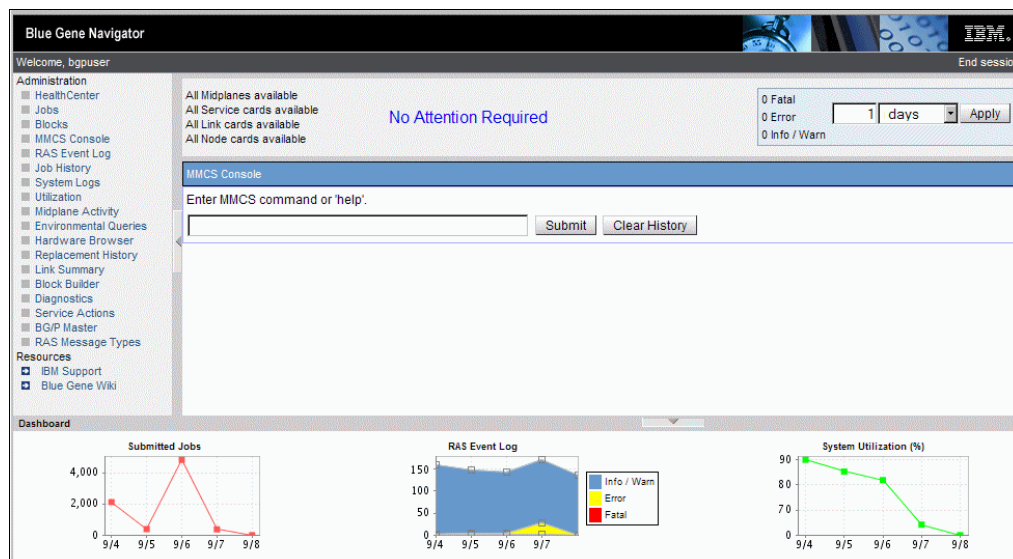 Blue Gene Navigator
IBM.
Welcome, bgpuser
End sessio
Administration
HealthCenter
Jobs
Blocks
MMCS Console
RAS Event Log
Job History
System Logs
Utilization
Midplane Activity
Environmental Queries
Hardware Browser
Replacement History
Link Summary
Block Builder
Diagnostics
Service Actions
BG/P Master
RAS Message Types
Resources
IBM Support
Blue Gene Wiki
All Midplanes available
All Service cards available
All Link cards available
All Node cards available
No Attention Required
0 Fatal
0 Error
0 Info / Warn
1 days Apply
MMCS Console
Enter MMCS command or 'help'.
Submit Clear History
Dashboard
Submitted Jobs
4,000
2,000
0
9/4 9/5 9/6 9/7 9/8
RAS Event Log
150
100
50
0
9/4 9/5 9/6 9/7
Info / Warn
Error
Fatal
System Utilization (%)
90
80
70
0
9/4 9/5 9/6 9/7 9/8